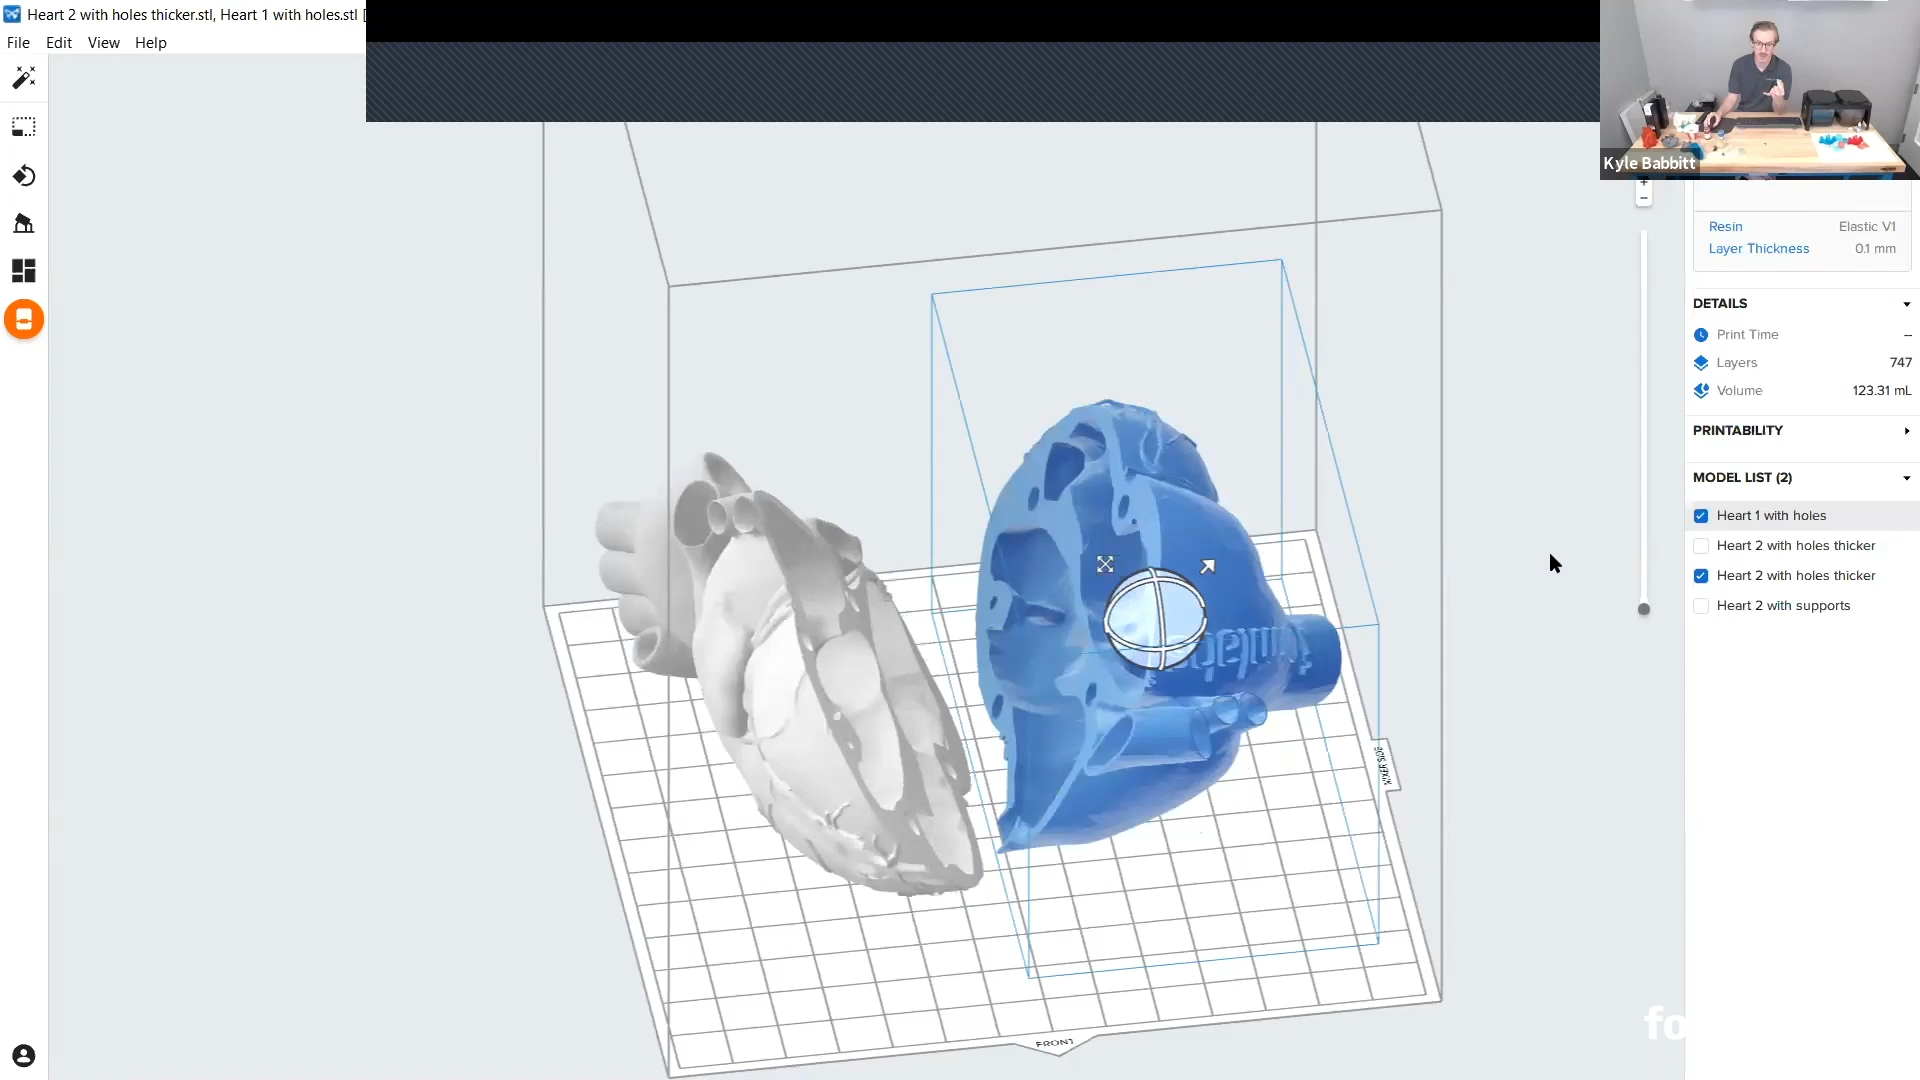 Heart 2 with holes thicker.stl, Heart 1 with holes.stl
File Edit View Help
Kyle Babbitt
Resin Elastic V1
Layer Thickness 0.1 mm
DETAILS
Print Time --
Layers 747
Volume 123.31 mL
PRINTABILITY
MODEL LIST (2)
Heart 1 with holes
Heart 2 with holes thicker
Heart 2 with holes thicker
Heart 2 with supports
MIXER SIDE
FRONT
fo